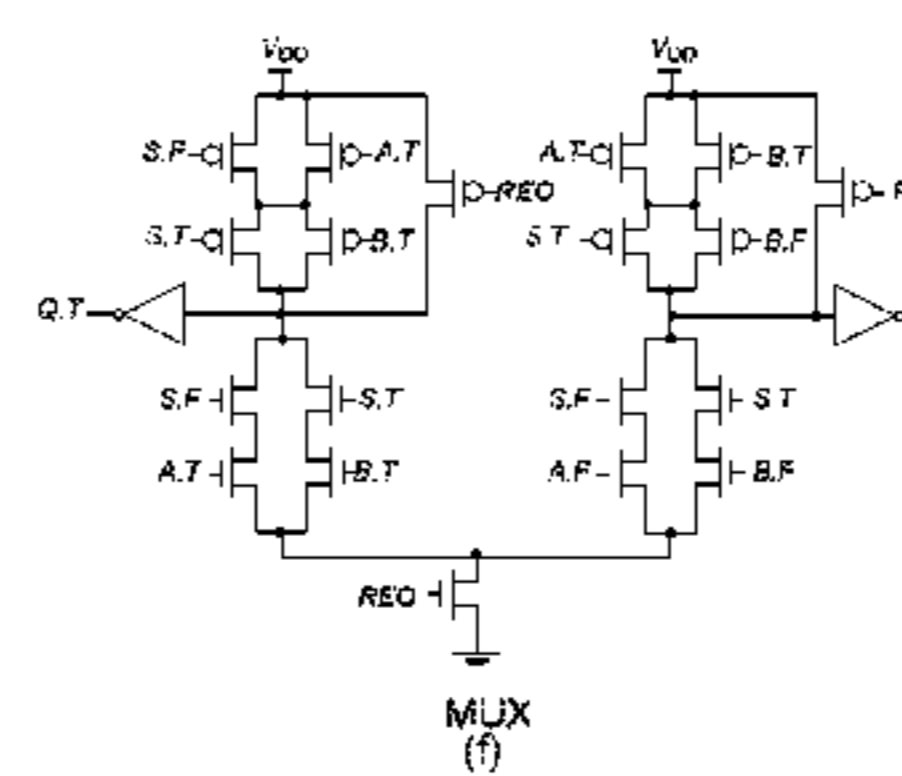 VDD VDD
S.F A.T A.T B.T
REQ
S.T B.T S.T B.F
Q.T
S.F S.T S.F S.T
A.T B.T A.F B.F
REQ
MUX
(f)